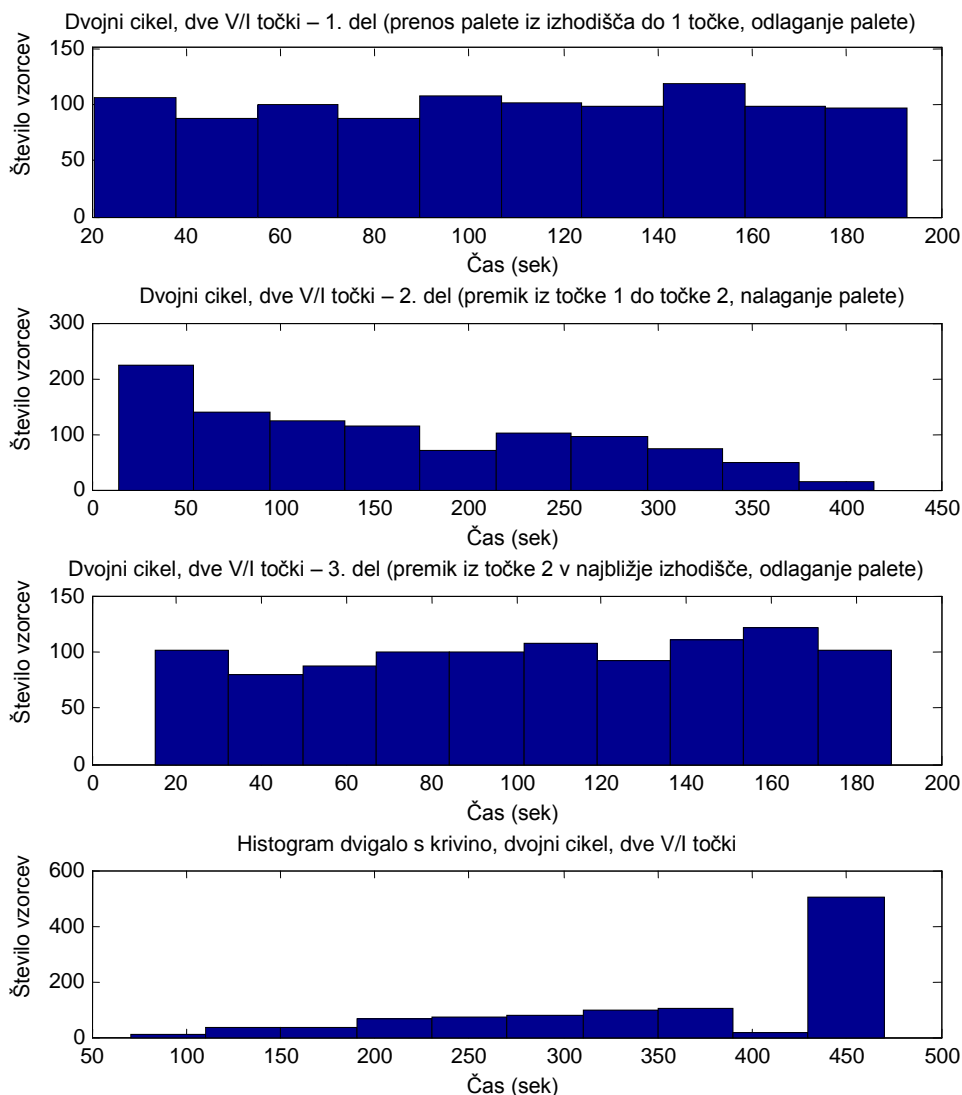 Dvojni cikel, dve V/I točki – 1. del (prenos palete iz izhodišča do 1 točke, odlaganje palete)
150
100
50
0
Število vzorcev
20 40 60 80 100 120 140 160 180 200
Čas (sek)
Dvojni cikel, dve V/I točki – 2. del (premik iz točke 1 do točke 2, nalaganje palete)
300
200
100
0
Število vzorcev
0 50 100 150 200 250 300 350 400 450
Čas (sek)
Dvojni cikel, dve V/I točki – 3. del (premik iz točke 2 v najbližje izhodišče, odlaganje palete)
150
100
50
0
Število vzorcev
0 20 40 60 80 100 120 140 160 180 200
Čas (sek)
Histogram dvigalo s krivino, dvojni cikel, dve V/I točki
600
400
200
0
Število vzorcev
50 100 150 200 250 300 350 400 450 500
Čas (sek)